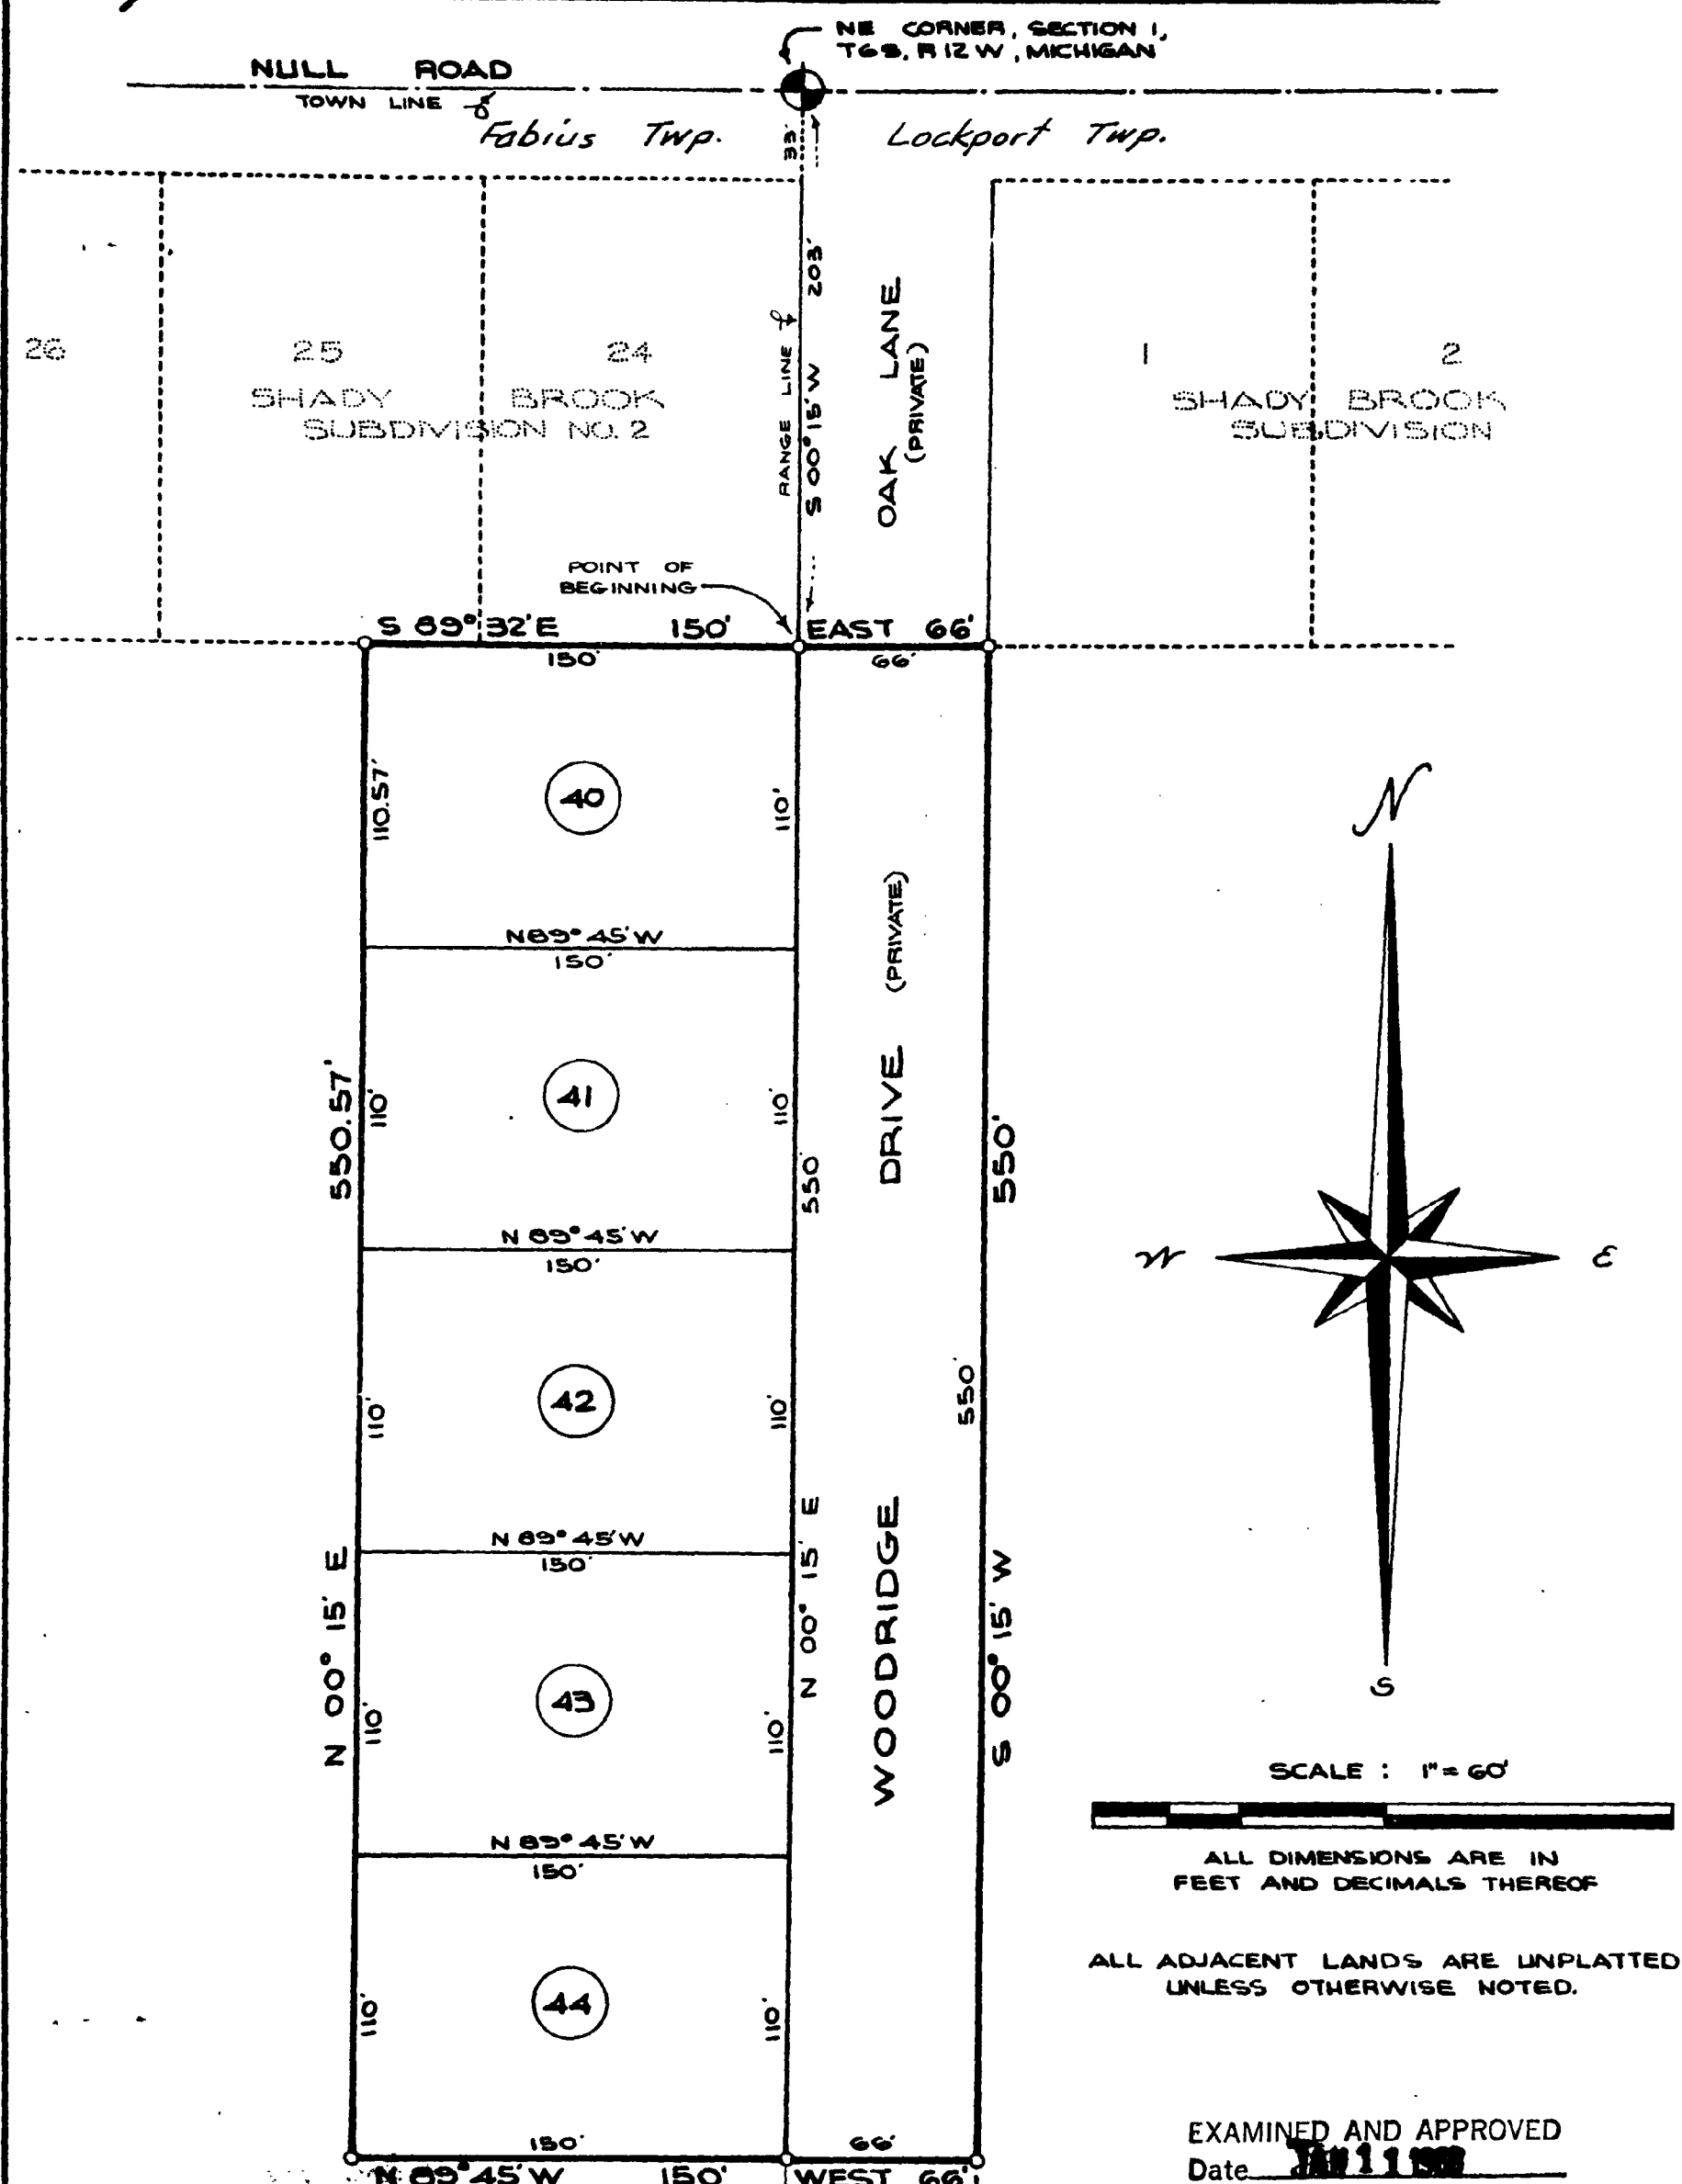 NE CORNER, SECTION 1,
T6S, R12W, MICHIGAN
NULL ROAD
TOWN LINE
Fabius Twp.
Lockport Twp.
33'
203'
S 00°15'W
RANGE LINE
OAK LANE
(PRIVATE)
26
25
24
SHADY BROOK
SUBDIVISION NO. 2
1
2
SHADY BROOK
SUBDIVISION
POINT OF
BEGINNING
S 89°32'E 150'
EAST 66'
150'
66'
110.57'
40
110'
N89°45'W
150'
110'
41
110'
N 89°45'W
150'
110'
42
110'
N 89°45'W
150'
110'
43
110'
N 89°45'W
150'
110'
44
110'
150'
66'
N 89°45'W 150'
WEST 66'
550.57'
N 00° 15' E
550'
N 00° 15' E
WOODRIDGE DRIVE (PRIVATE)
550'
550'
S 00° 15' W
N
W
E
S
SCALE : 1"= 60'
ALL DIMENSIONS ARE IN
FEET AND DECIMALS THEREOF
ALL ADJACENT LANDS ARE UNPLATTED
UNLESS OTHERWISE NOTED.
EXAMINED AND APPROVED
Date JAN 11